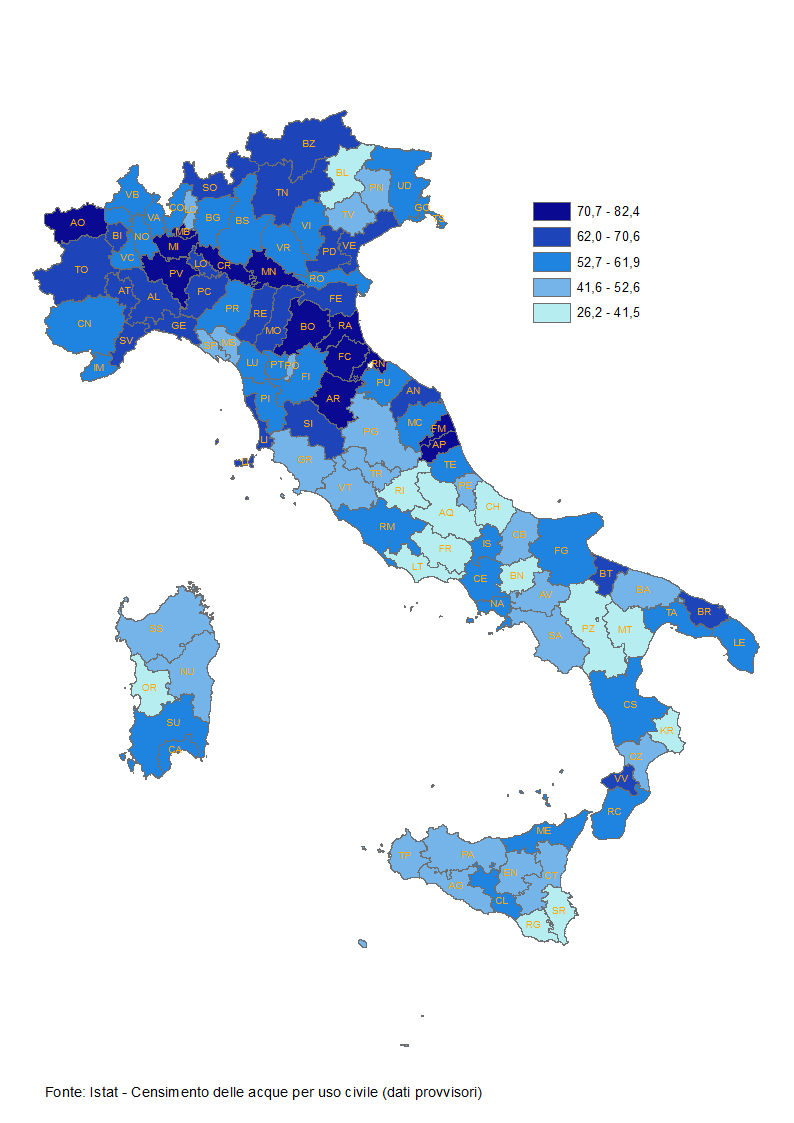 BZ
BL
SO
TN
PN
UD
VB
CO
LC
BG
BS
TV
GO
TS
AO
VA
MB
VI
BI
NO
MI
VR
PD
VE
VC
LO
CR
MN
TO
PV
RO
AT
AL
PC
FE
PR
RE
CN
GE
MO
BO
RA
SV
SP
MS
FC
RN
IM
LU
PT
PO
FI
PU
AN
PI
AR
SI
MC
FM
LI
PG
AP
LI
GR
TE
TR
VT
RI
PE
AQ
CH
RM
IS
CB
FG
FR
LT
CE
BN
BT
BA
NA
AV
BR
TA
SA
PZ
MT
LE
SS
NU
OR
SU
CA
CS
KR
CZ
VV
RC
ME
TP
PA
EN
CT
AG
CL
SR
RG
70,7 - 82,4
62,0 - 70,6
52,7 - 61,9
41,6 - 52,6
26,2 - 41,5
Fonte: Istat - Censimento delle acque per uso civile (dati provvisori)